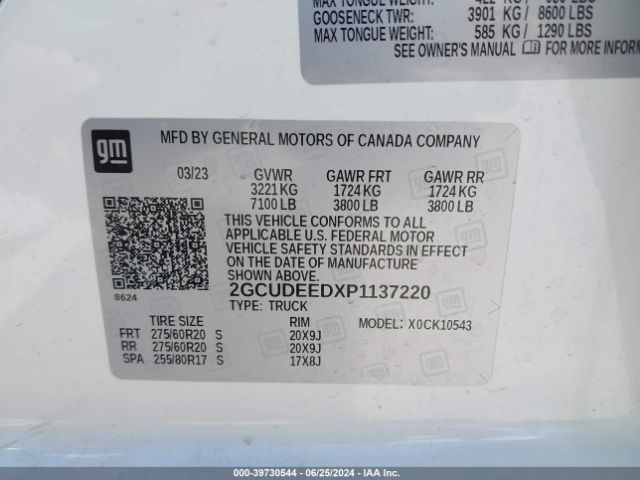 GOOSENECK TWR: 3901 KG / 8600 LBS
MAX TONGUE WEIGHT: 585 KG / 1290 LBS
SEE OWNER'S MANUAL FOR MORE INFORM
gm
MFD BY GENERAL MOTORS OF CANADA COMPANY
03/23 GVWR GAWR FRT GAWR RR
3221 KG 1724 KG 1724 KG
7100 LB 3800 LB 3800 LB
THIS VEHICLE CONFORMS TO ALL
APPLICABLE U.S. FEDERAL MOTOR
VEHICLE SAFETY STANDARDS IN EFFECT
ON THE DATE OF MANUFACTURE
SHOWN ABOVE.
8624
2GCUDEEDXP1137220
TYPE: TRUCK
TIRE SIZE RIM MODEL: X0CK10543
FRT 275/60R20 S 20X9J
RR 275/60R20 S 20X9J
SPA 255/80R17 S 17X8J
000-39730544 - 06/25/2024 - IAA Inc.